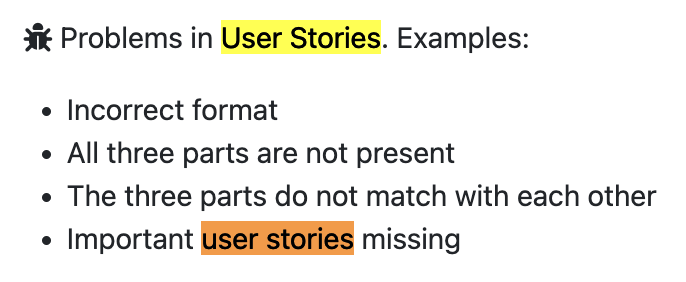 Problems in User Stories. Examples:
• Incorrect format
• All three parts are not present
• The three parts do not match with each other
• Important user stories missing